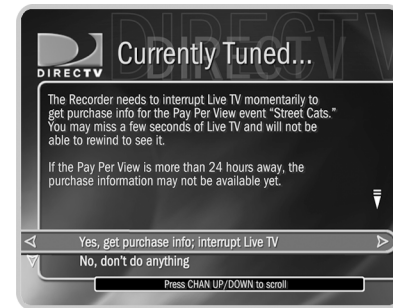 DIRECTV
Currently Tuned...
DIRECTV
The Recorder needs to interrupt Live TV momentarily to
get purchase info for the Pay Per View event “Street Cats.”
You may miss a few seconds of Live TV and will not be
able to rewind to see it.
If the Pay Per View is more than 24 hours away, the
purchase information may not be available yet.
Yes, get purchase info; interrupt Live TV
No, don't do anything
Press CHAN UP/DOWN to scroll